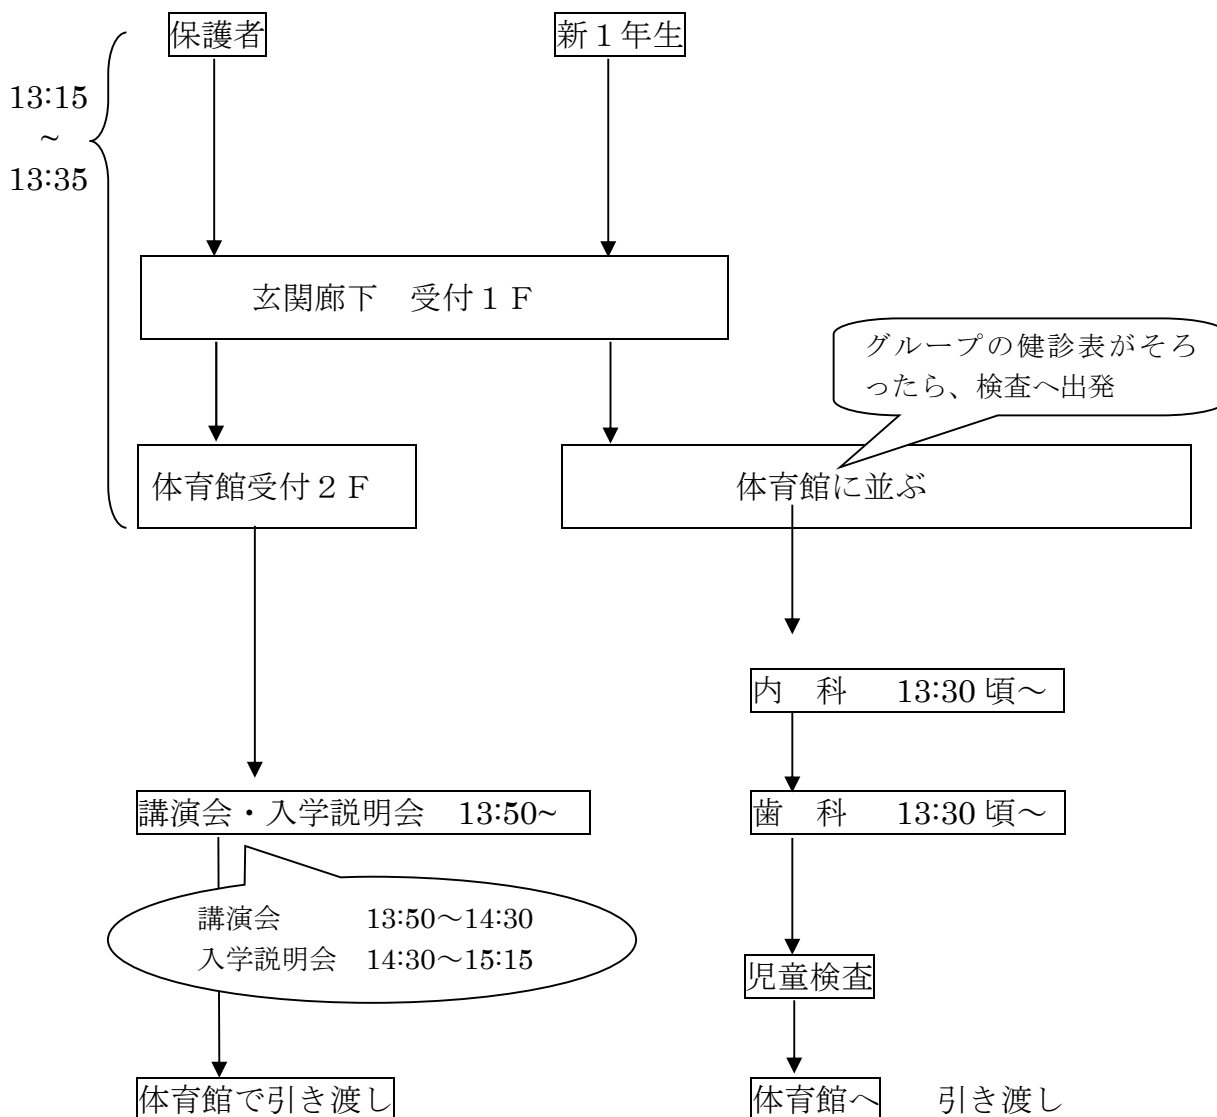 保護者
新１年生
13:15
~
13:35
玄関廊下　受付１Ｆ
グループの健診表がそろ
ったら、検査へ出発
体育館受付２Ｆ
体育館に並ぶ
内　科　13:30 頃～
講演会・入学説明会　13:50~
歯　科　13:30 頃～
講演会　13:50～14:30
入学説明会　14:30～15:15
児童検査
体育館で引き渡し
体育館へ　引き渡し